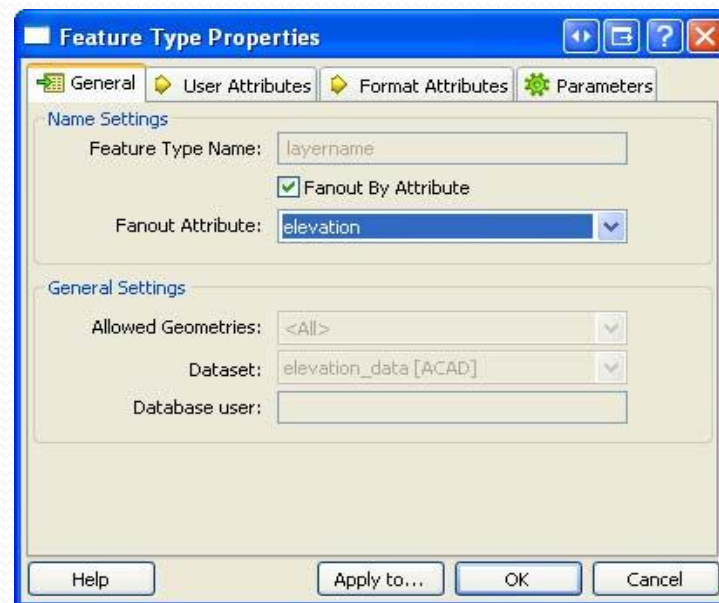 Feature Type Properties
General User Attributes Format Attributes Parameters
Name Settings
Feature Type Name: layername
Fanout By Attribute
Fanout Attribute: elevation
General Settings
Allowed Geometries: <All>
Dataset: elevation_data [ACAD]
Database user:
Help Apply to... OK Cancel